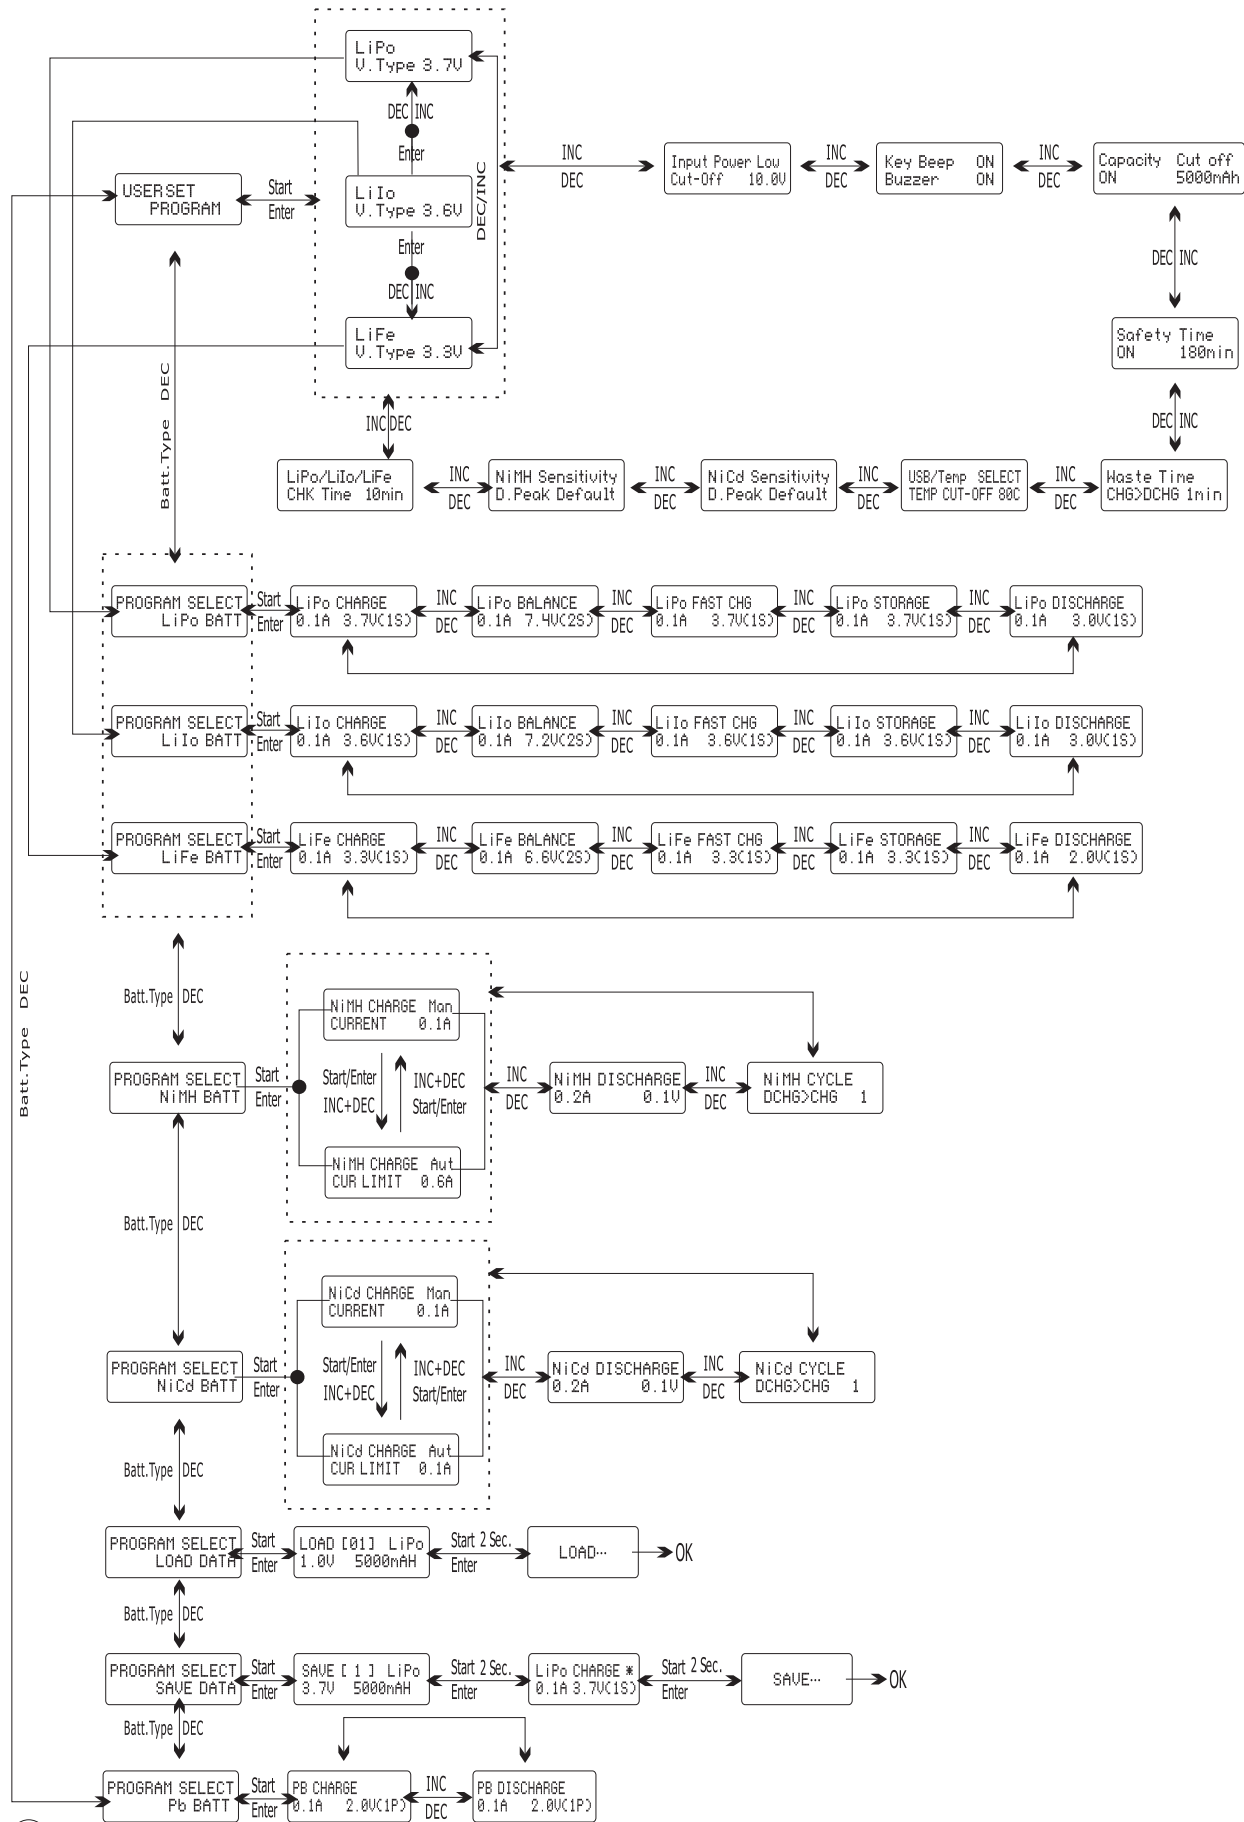 LiPo
V.Type 3.7V
DEC INC
Enter
LiIo
V.Type 3.6V
Enter
DEC INC
LiFe
V.Type 3.3V
DEC/INC
USER SET
PROGRAM
Start
Enter
INC
DEC
Input Power Low
Cut-Off 10.0V
INC
DEC
Key Beep ON
Buzzer ON
INC
DEC
Capacity Cut off
ON 5000mAh
DEC INC
Safety Time
ON 180min
DEC INC
Waste Time
CHG>DCHG 1min
INC
DEC
USB/Temp SELECT
TEMP CUT-OFF 80C
INC
DEC
NiCd Sensitivity
D.Peak Default
INC
DEC
NiMH Sensitivity
D.Peak Default
INC
DEC
LiPo/LiIo/LiFe
CHK Time 10min
INC DEC
Batt.Type DEC
PROGRAM SELECT
LiPo BATT
Start
Enter
LiPo CHARGE
0.1A 3.7V(1S)
INC
DEC
LiPo BALANCE
0.1A 7.4V(2S)
INC
DEC
LiPo FAST CHG
0.1A 3.7V(1S)
INC
DEC
LiPo STORAGE
0.1A 3.7V(1S)
INC
DEC
LiPo DISCHARGE
0.1A 3.0V(1S)
PROGRAM SELECT
LiIo BATT
Start
Enter
LiIo CHARGE
0.1A 3.6V(1S)
INC
DEC
LiIo BALANCE
0.1A 7.2V(2S)
INC
DEC
LiIo FAST CHG
0.1A 3.6V(1S)
INC
DEC
LiIo STORAGE
0.1A 3.6V(1S)
INC
DEC
LiIo DISCHARGE
0.1A 3.0V(1S)
PROGRAM SELECT
LiFe BATT
Start
Enter
LiFe CHARGE
0.1A 3.3V(1S)
INC
DEC
LiFe BALANCE
0.1A 6.6V(2S)
INC
DEC
LiFe FAST CHG
0.1A 3.3(1S)
INC
DEC
LiFe STORAGE
0.1A 3.3(1S)
INC
DEC
LiFe DISCHARGE
0.1A 2.0V(1S)
Batt.Type DEC
Batt.Type DEC
PROGRAM SELECT
NiMH BATT
Start
Enter
NiMH CHARGE Man
CURRENT 0.1A
Start/Enter
INC+DEC
INC+DEC
Start/Enter
NiMH CHARGE Aut
CUR LIMIT 0.6A
INC
DEC
NiMH DISCHARGE
0.2A 0.1V
INC
DEC
NiMH CYCLE
DCHG>CHG 1
Batt.Type DEC
PROGRAM SELECT
NiCd BATT
Start
Enter
NiCd CHARGE Man
CURRENT 0.1A
Start/Enter
INC+DEC
INC+DEC
Start/Enter
NiCd CHARGE Aut
CUR LIMIT 0.1A
INC
DEC
NiCd DISCHARGE
0.2A 0.1V
INC
DEC
NiCd CYCLE
DCHG>CHG 1
Batt.Type DEC
PROGRAM SELECT
LOAD DATA
Start
Enter
LOAD [01] LiPo
1.0V 5000mAH
Start 2 Sec.
Enter
LOAD…
OK
Batt.Type DEC
PROGRAM SELECT
SAVE DATA
Start
Enter
SAVE [ 1 ] LiPo
3.7V 5000mAH
Start 2 Sec.
Enter
LiPo CHARGE *
0.1A 3.7V(1S)
Start 2 Sec.
Enter
SAVE…
OK
Batt.Type DEC
PROGRAM SELECT
Pb BATT
Start
Enter
PB CHARGE
0.1A 2.0V(1P)
INC
DEC
PB DISCHARGE
0.1A 2.0V(1P)